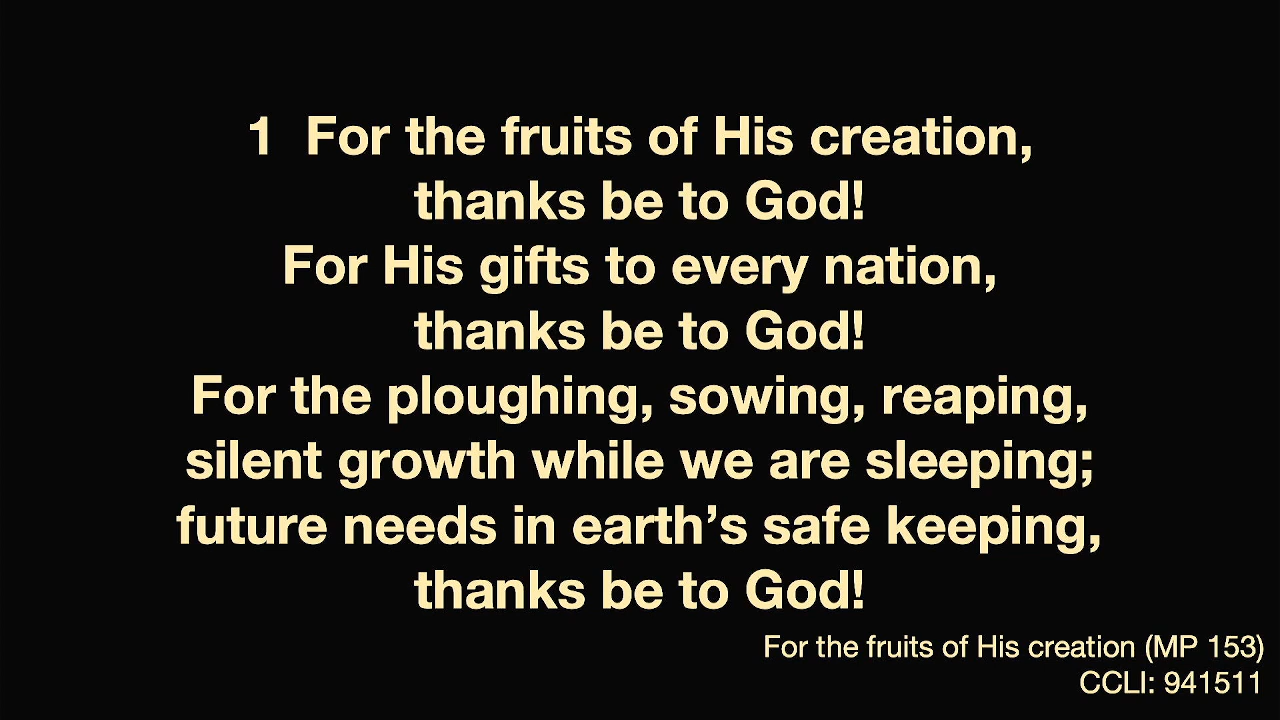 1 For the fruits of His creation,
thanks be to God!
For His gifts to every nation,
thanks be to God!
For the ploughing, sowing, reaping,
silent growth while we are sleeping;
future needs in earth’s safe keeping,
thanks be to God!
For the fruits of His creation (MP 153)
CCLI: 941511